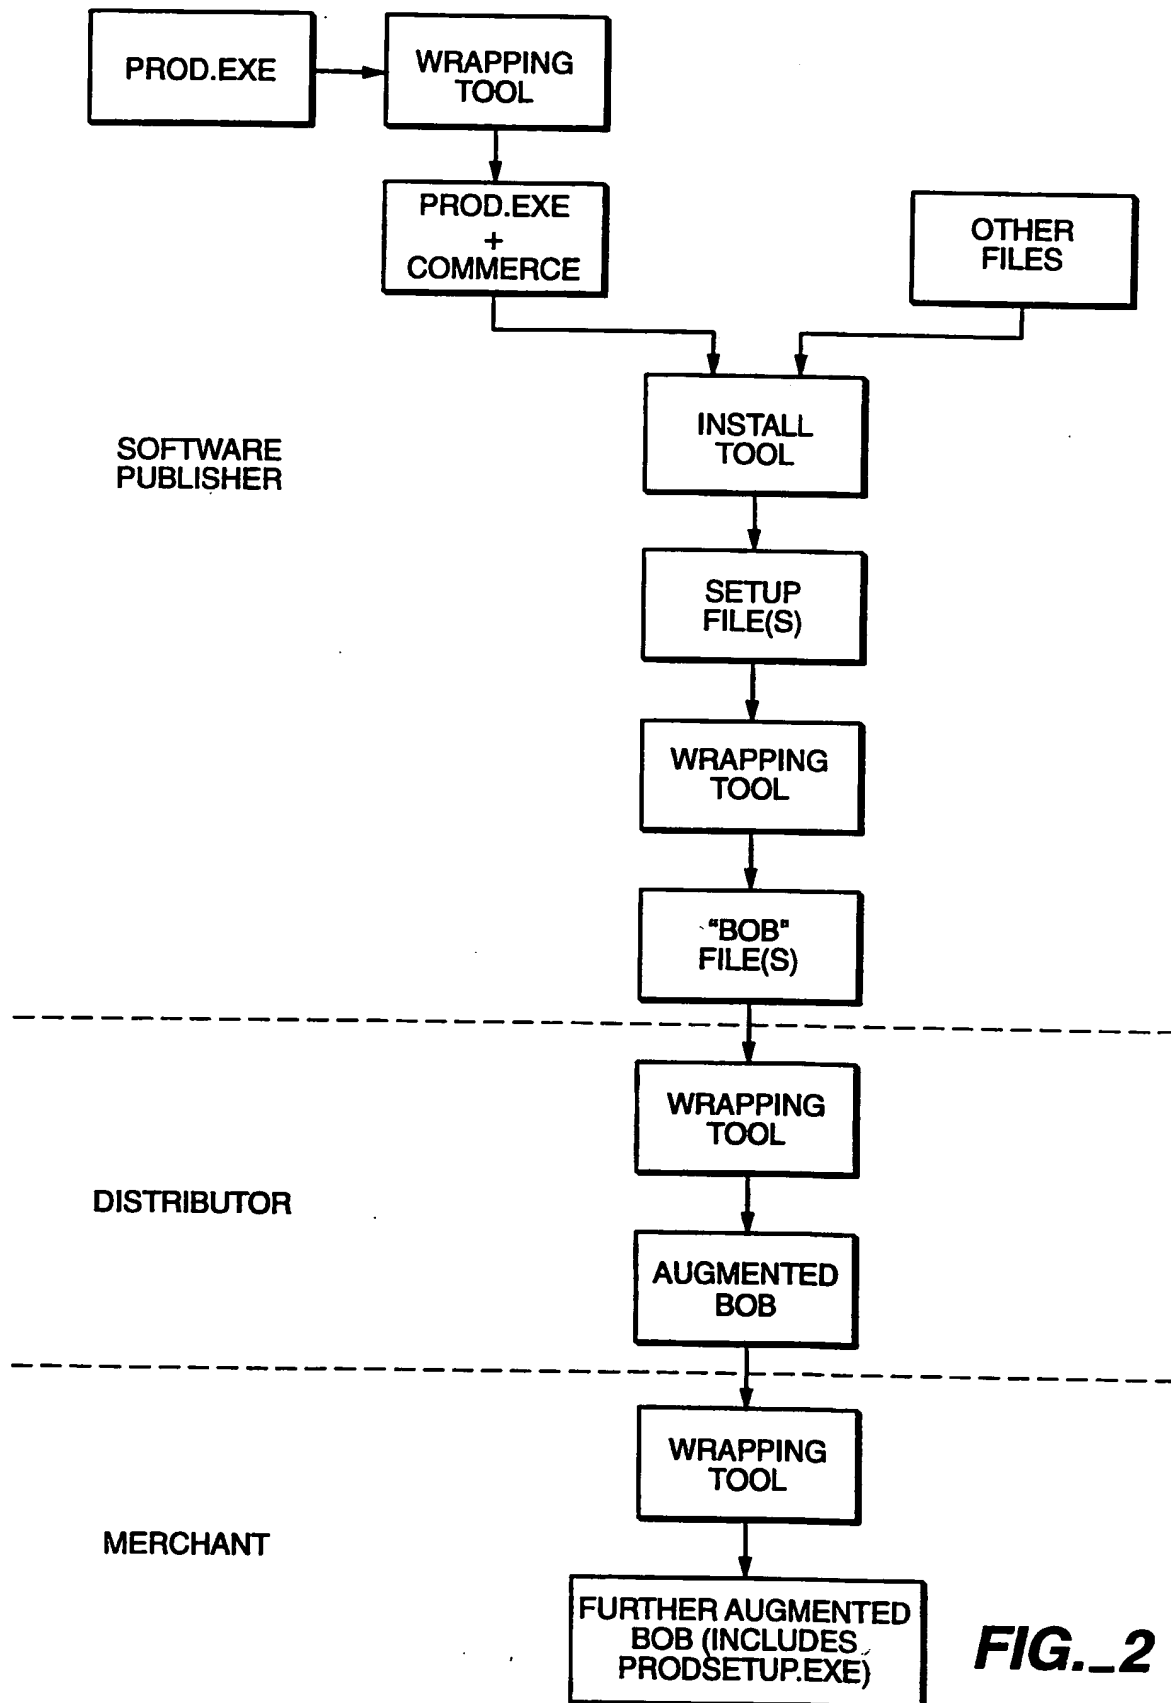 PROD.EXE
WRAPPING
TOOL
PROD.EXE
+
COMMERCE
OTHER
FILES
INSTALL
TOOL
SOFTWARE
PUBLISHER
SETUP
FILE(S)
WRAPPING
TOOL
"BOB"
FILE(S)
WRAPPING
TOOL
DISTRIBUTOR
AUGMENTED
BOB
WRAPPING
TOOL
MERCHANT
FURTHER AUGMENTED
BOB (INCLUDES
PRODSETUP.EXE)
FIG._2